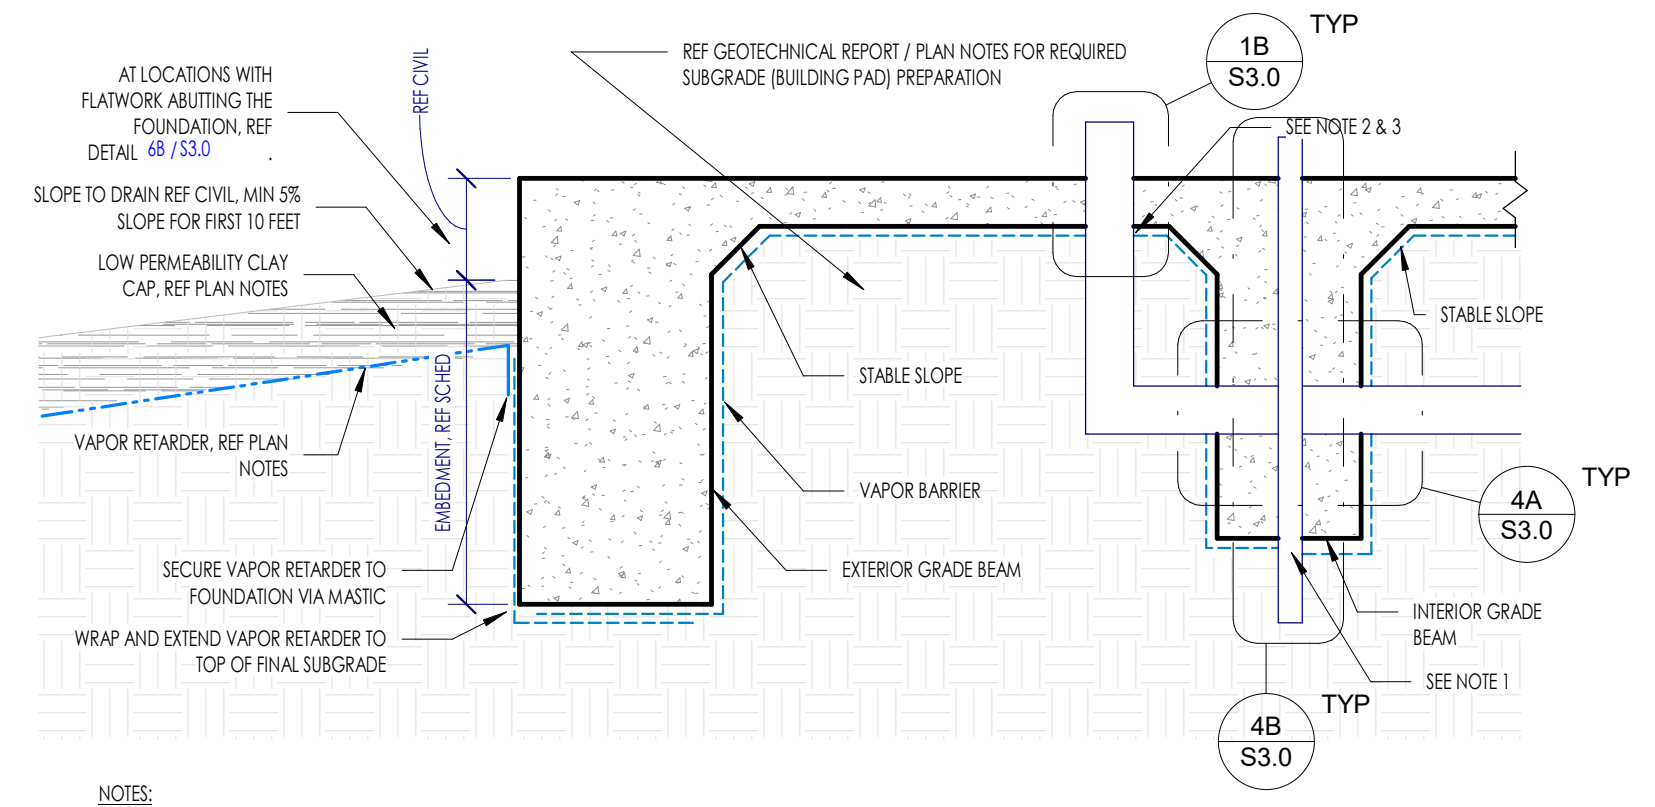 TYP
1B
S3.0
REF GEOTECHNICAL REPORT / PLAN NOTES FOR REQUIRED
SUBGRADE (BUILDING PAD) PREPARATION
REF CIVIL
AT LOCATIONS WITH
FLATWORK ABUTTING THE
FOUNDATION, REF
DETAIL 6B / S3.0 .
SEE NOTE 2 & 3
SLOPE TO DRAIN REF CIVIL, MIN 5%
SLOPE FOR FIRST 10 FEET
LOW PERMEABILITY CLAY
CAP, REF PLAN NOTES
STABLE SLOPE
STABLE SLOPE
EMBEDMENT, REF SCHED
VAPOR RETARDER, REF PLAN
NOTES
VAPOR BARRIER
TYP
4A
S3.0
SECURE VAPOR RETARDER TO
FOUNDATION VIA MASTIC
EXTERIOR GRADE BEAM
INTERIOR GRADE
BEAM
WRAP AND EXTEND VAPOR RETARDER TO
TOP OF FINAL SUBGRADE
SEE NOTE 1
TYP
4B
S3.0
NOTES: